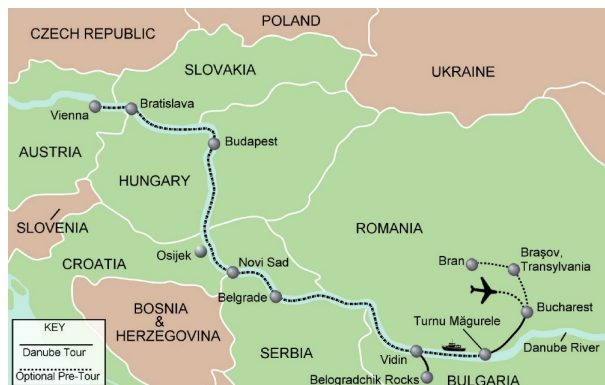 POLAND
CZECH REPUBLIC
SLOVAKIA
UKRAINE
Vienna
Bratislava
Budapest
AUSTRIA
HUNGARY
SLOVENIA
ROMANIA
Osijek
Novi Sad
Bran
Braşov,
Transylvania
CROATIA
Belgrade
BOSNIA
&
HERZEGOVINA
Bucharest
Turnu Măgurele
KEY
Danube Tour
Optional Pre-Tour
SERBIA
Vidin
Danube River
Belogradchik Rocks
BULGARIA